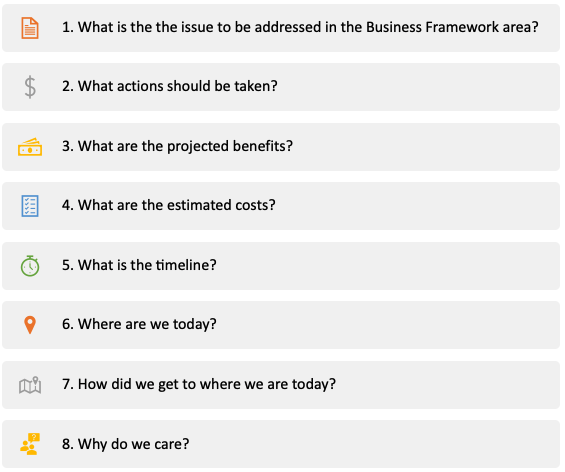 1. What is the the issue to be addressed in the Business Framework area?
2. What actions should be taken?
3. What are the projected benefits?
4. What are the estimated costs?
5. What is the timeline?
6. Where are we today?
7. How did we get to where we are today?
8. Why do we care?